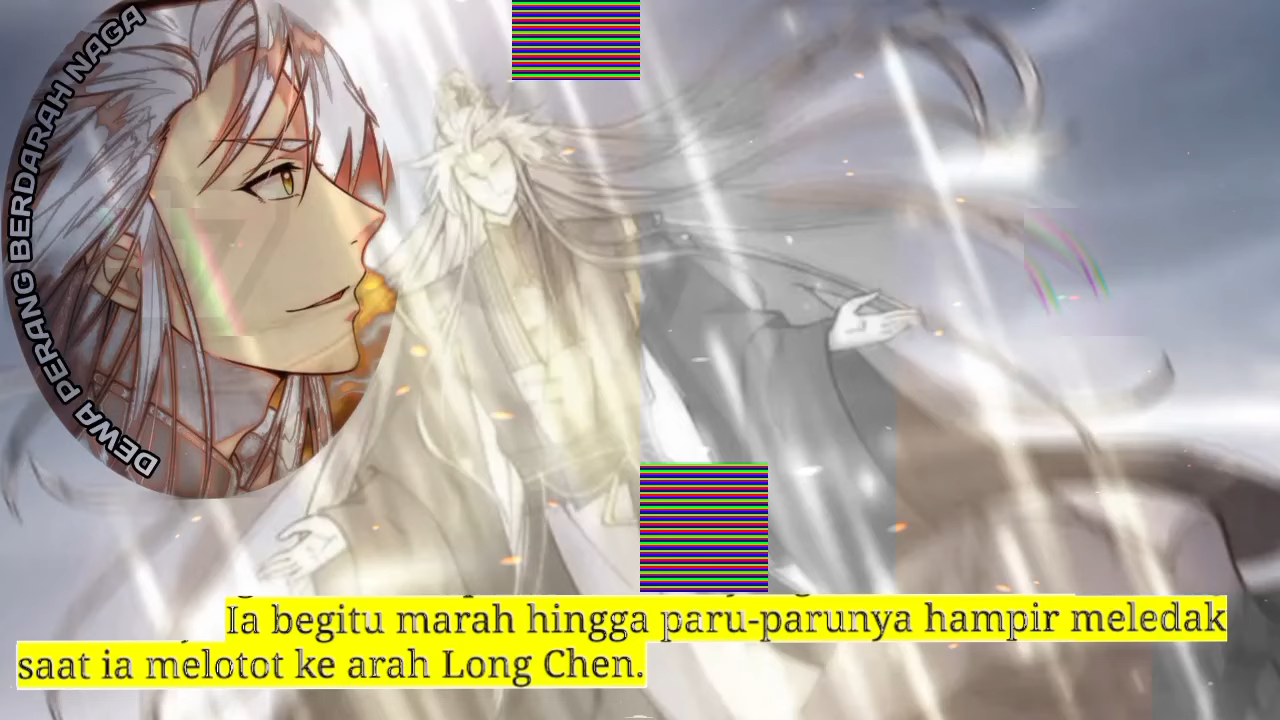 DEWA PERANG BERDARAH NAGA
Ia begitu marah hingga paru-parunya hampir meledak
saat ia melotot ke arah Long Chen.